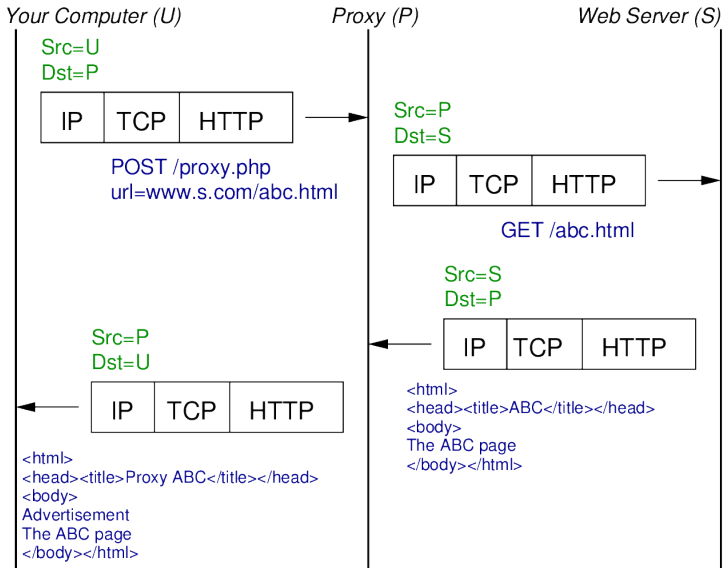 Your Computer (U) Proxy (P) Web Server (S)
Src=U
Dst=P
IP TCP HTTP
POST /proxy.php
url=www.s.com/abc.html
Src=P
Dst=S
IP TCP HTTP
GET /abc.html
Src=S
Dst=P
IP TCP HTTP
<html>
<head><title>ABC</title></head>
<body>
The ABC page
</body></html>
Src=P
Dst=U
IP TCP HTTP
<html>
<head><title>Proxy ABC</title></head>
<body>
Advertisement
The ABC page
</body></html>